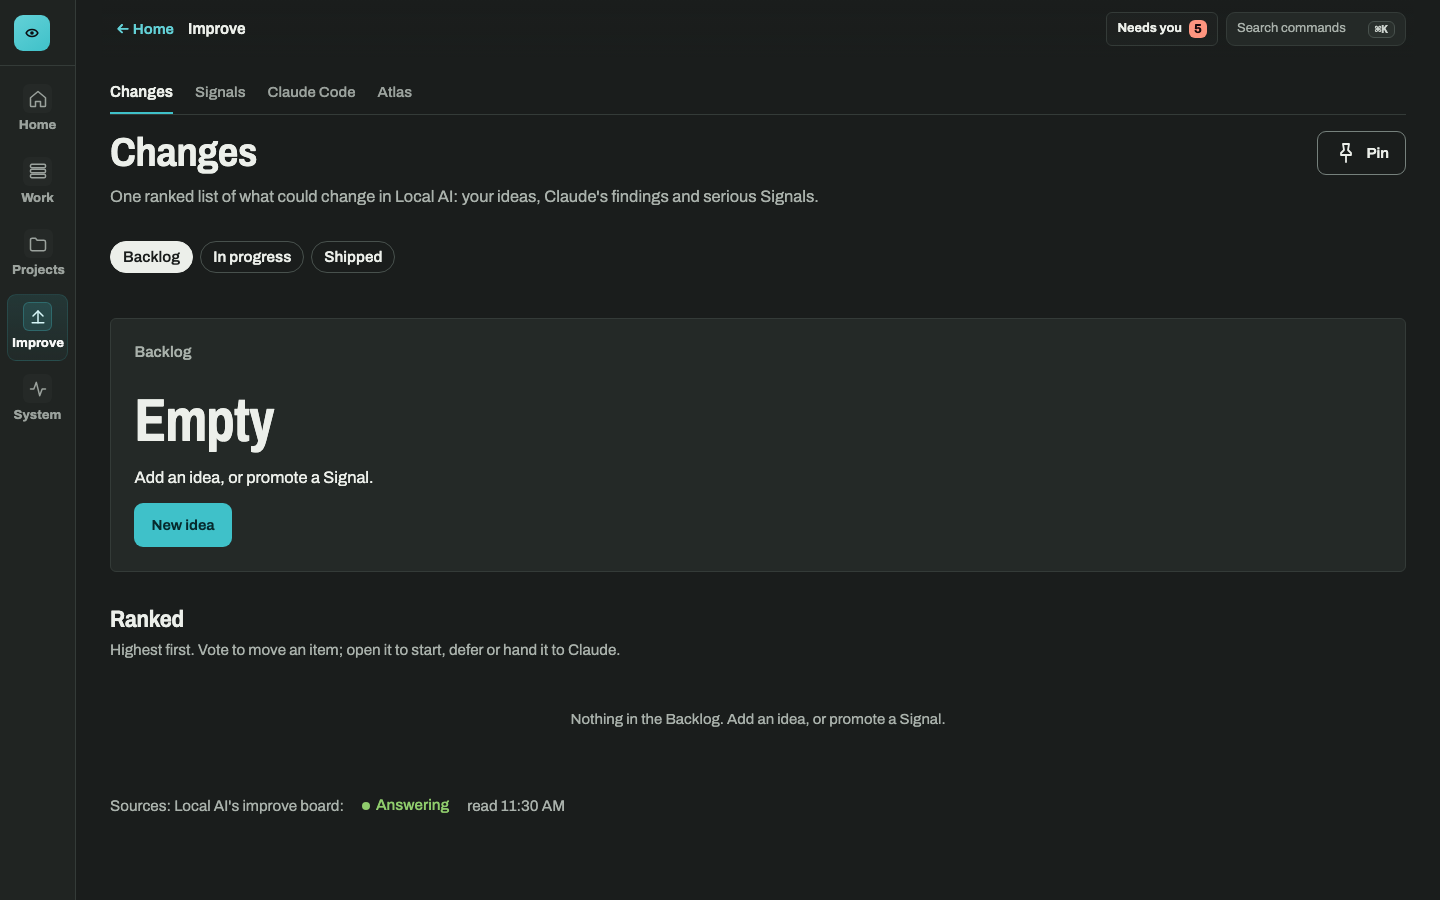 ← Home Improve
Needs you 5
Search commands ⌘K
Home
Work
Projects
Improve
System
Changes Signals Claude Code Atlas
Changes
Pin
One ranked list of what could change in Local AI: your ideas, Claude's findings and serious Signals.
Backlog In progress Shipped
Backlog
Empty
Add an idea, or promote a Signal.
New idea
Ranked
Highest first. Vote to move an item; open it to start, defer or hand it to Claude.
Nothing in the Backlog. Add an idea, or promote a Signal.
Sources: Local AI's improve board: Answering read 11:30 AM